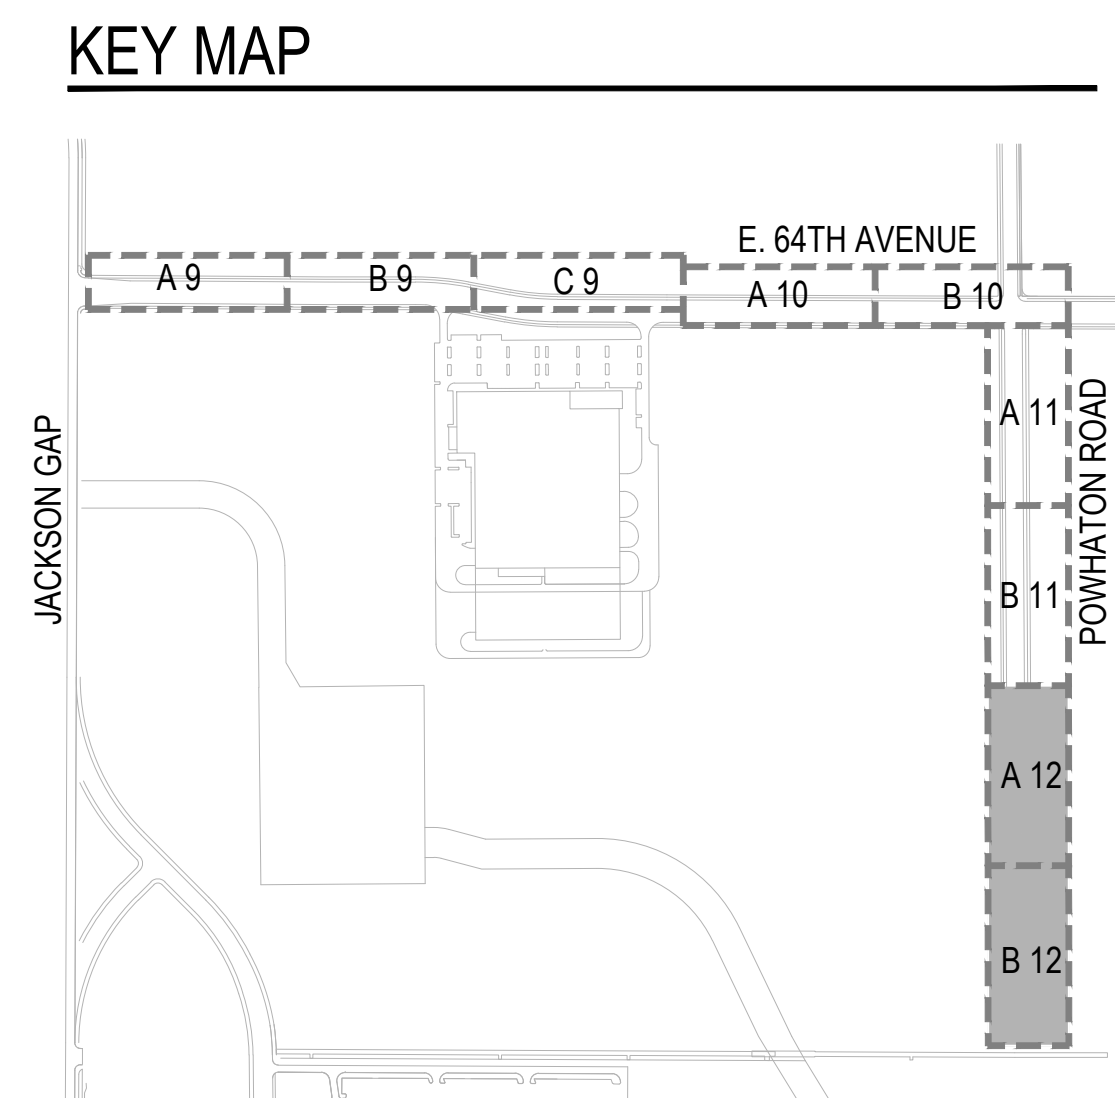 KEY MAP
E. 64TH AVENUE
A 9
B 9
C 9
A 10
B 10
JACKSON GAP
A 11
POWHATON ROAD
B 11
A 12
B 12